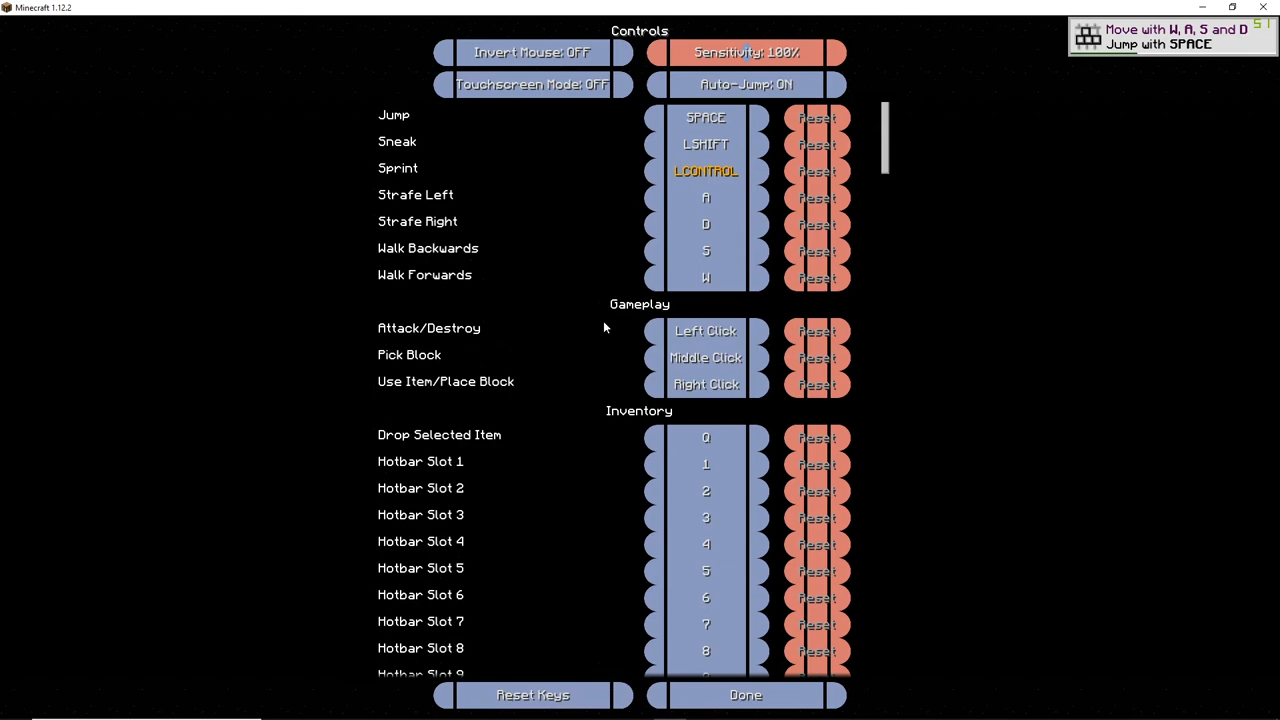 Minecraft 1.12.2
51
Controls
Move with W, A, S and D
Jump with SPACE
Invert Mouse: OFF Sensitivity: 100%
Touchscreen Mode: OFF Auto-Jump: ON
Jump SPACE Reset
Sneak LSHIFT Reset
Sprint LCONTROL Reset
Strafe Left A Reset
Strafe Right D Reset
Walk Backwards S Reset
Walk Forwards W Reset
Gameplay
Attack/Destroy Left Click Reset
Pick Block Middle Click Reset
Use Item/Place Block Right Click Reset
Inventory
Drop Selected Item Q Reset
Hotbar Slot 1 1 Reset
Hotbar Slot 2 2 Reset
Hotbar Slot 3 3 Reset
Hotbar Slot 4 4 Reset
Hotbar Slot 5 5 Reset
Hotbar Slot 6 6 Reset
Hotbar Slot 7 7 Reset
Hotbar Slot 8 8 Reset
Hotbar Slot 9 Reset
Reset Keys Done